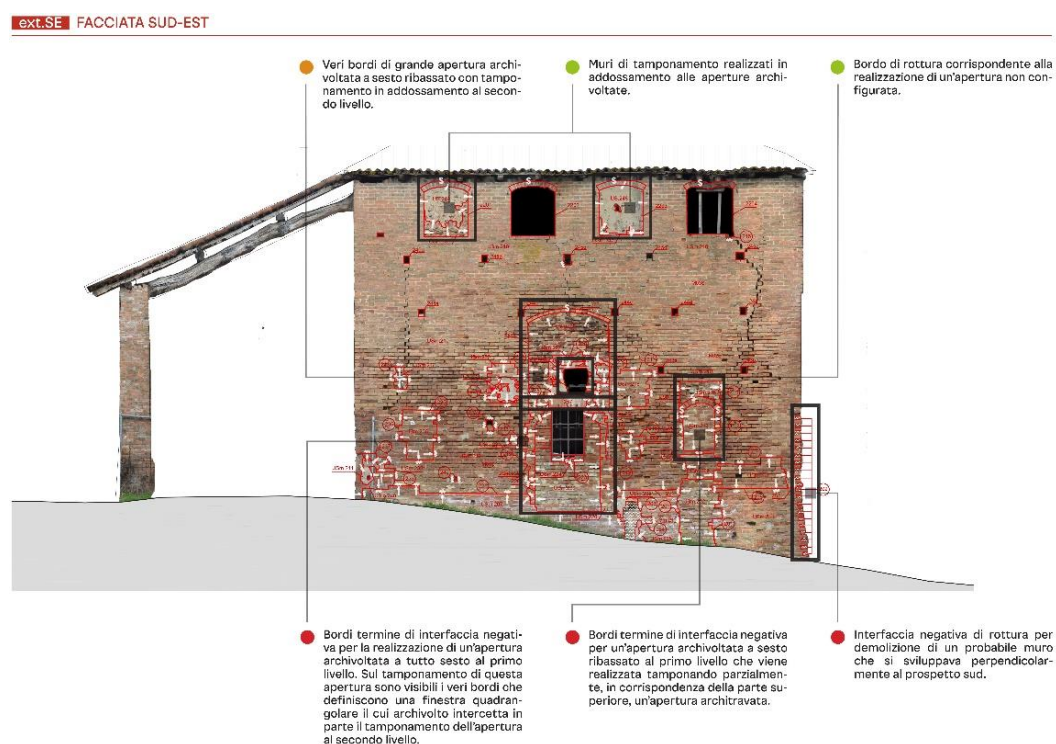 ext.SE FACCIATA SUD-EST
Veri bordi di grande apertura archi-
voltata a sesto ribassato con tampo-
namento in addossamento al secon-
do livello.
Muri di tamponamento realizzati in
addossamento alle aperture archi-
voltate.
Bordo di rottura corrispondente alla
realizzazione di un'apertura non con-
figurata.
Bordi termine di interfaccia negati-
va per la realizzazione di un'apertura
archivoltata a tutto sesto al primo
livello. Sul tamponamento di questa
apertura sono visibili i veri bordi che
definiscono una finestra quadran-
golare il cui archivolto intercetta in
parte il tamponamento dell'apertura
al secondo livello.
Bordi termine di interfaccia negativa
per un'apertura archivoltata a sesto
ribassato al primo livello che viene
realizzata tamponando parzialmen-
te, in corrispondenza della parte su-
periore, un'apertura architravata.
Interfaccia negativa di rottura per
demolizione di un probabile muro
che si sviluppava perpendicolar-
mente al prospetto sud.